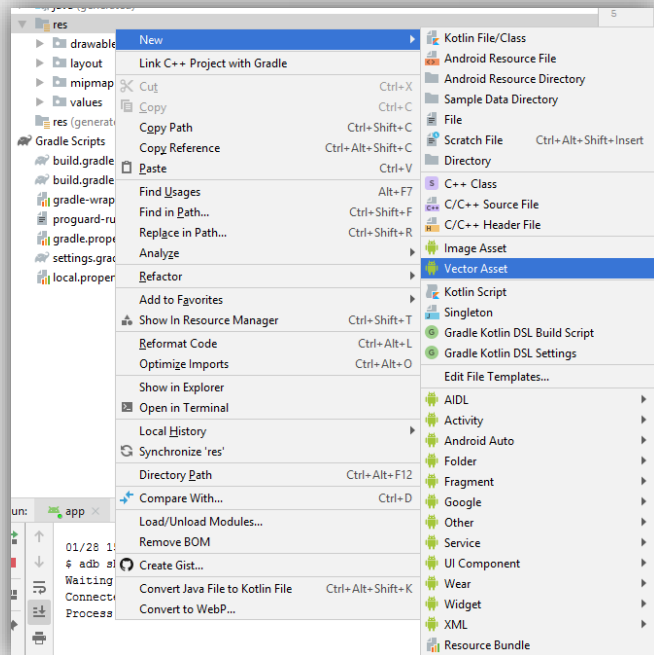 res
drawable
layout
mipmap
values
res (generat
Gradle Scripts
build.gradle
build.gradle
gradle-wrap
proguard-ru
gradle.prope
settings.grad
local.proper
New
Link C++ Project with Gradle
Cut Ctrl+X
Copy Ctrl+C
Copy Path Ctrl+Shift+C
Copy Reference Ctrl+Alt+Shift+C
Paste Ctrl+V
Find Usages Alt+F7
Find in Path... Ctrl+Shift+F
Replace in Path... Ctrl+Shift+R
Analyze
Refactor
Add to Favorites
Show In Resource Manager Ctrl+Shift+T
Reformat Code Ctrl+Alt+L
Optimize Imports Ctrl+Alt+O
Show in Explorer
Open in Terminal
Local History
Synchronize 'res'
Directory Path Ctrl+Alt+F12
Compare With... Ctrl+D
Load/Unload Modules...
Remove BOM
Create Gist...
Convert Java File to Kotlin File Ctrl+Alt+Shift+K
Convert to WebP...
5
Kotlin File/Class
Android Resource File
Android Resource Directory
Sample Data Directory
File
Scratch File Ctrl+Alt+Shift+Insert
Directory
C++ Class
C/C++ Source File
C/C++ Header File
Image Asset
Vector Asset
Kotlin Script
Singleton
Gradle Kotlin DSL Build Script
Gradle Kotlin DSL Settings
Edit File Templates...
AIDL
Activity
Android Auto
Folder
Fragment
Google
Other
Service
UI Component
Wear
Widget
XML
Resource Bundle
un: app
01/28 15
$ adb sh
Waiting
Connecte
Process